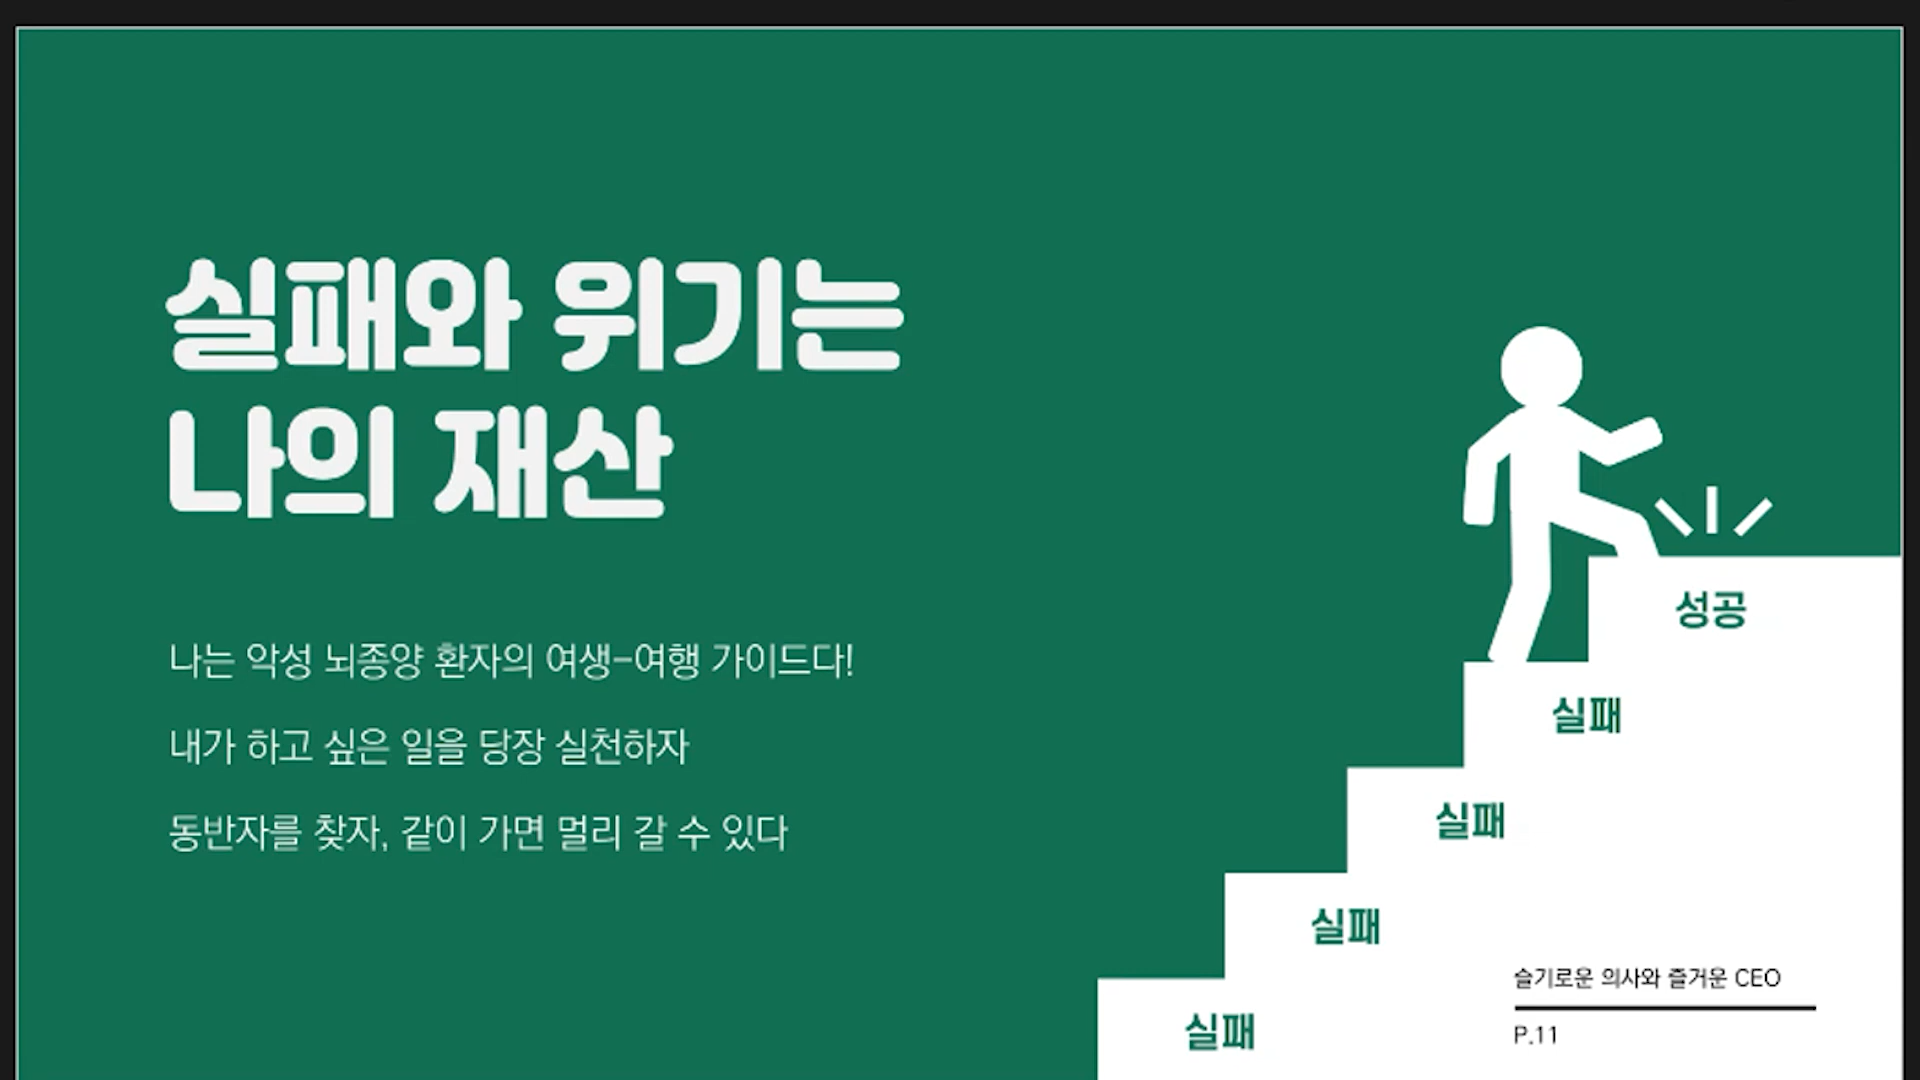 실패와 위기는
나의 재산
나는 악성 뇌종양 환자의 여생-여행 가이드다!
내가 하고 싶은 일을 당장 실천하자
동반자를 찾자, 같이 가면 멀리 갈 수 있다
성공
실패
실패
실패
실패
슬기로운 의사와 즐거운 CEO
P.11